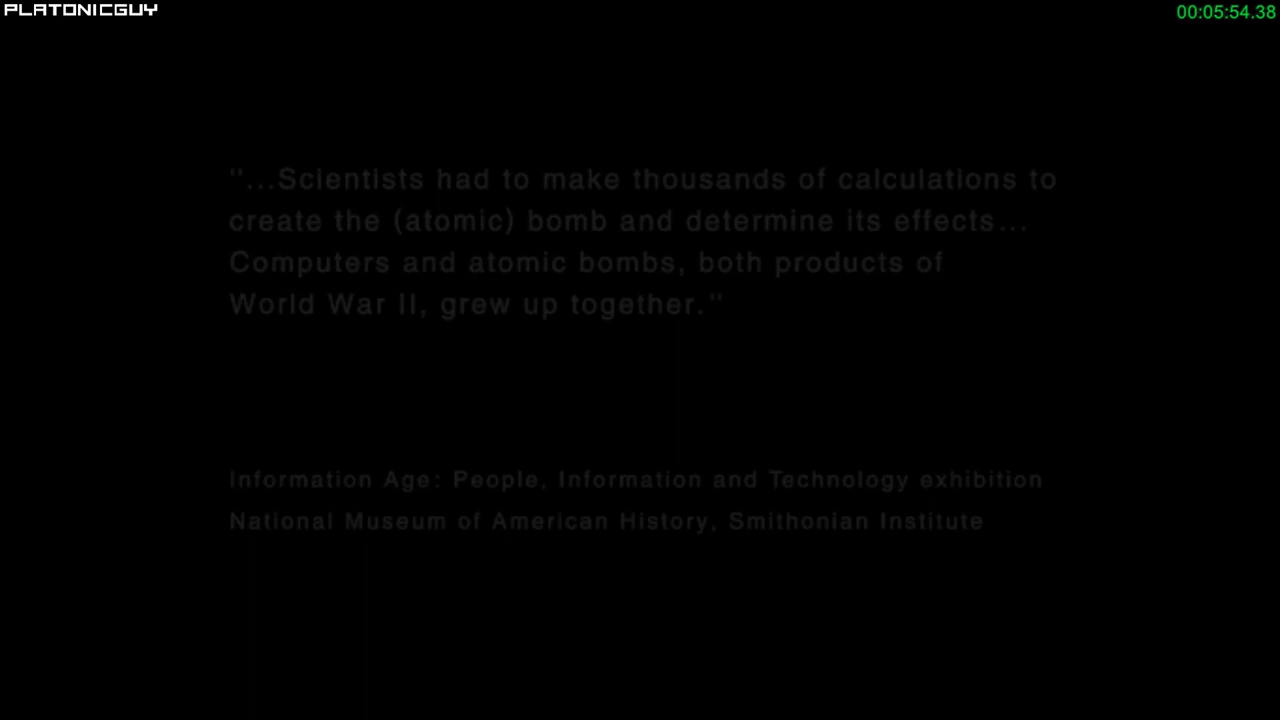 PLATONICGUY
00:05:54.38
"...Scientists had to make thousands of calculations to
create the (atomic) bomb and determine its effects...
Computers and atomic bombs, both products of
World War II, grew up together."
Information Age: People, Information and Technology exhibition
National Museum of American History, Smithonian Institute